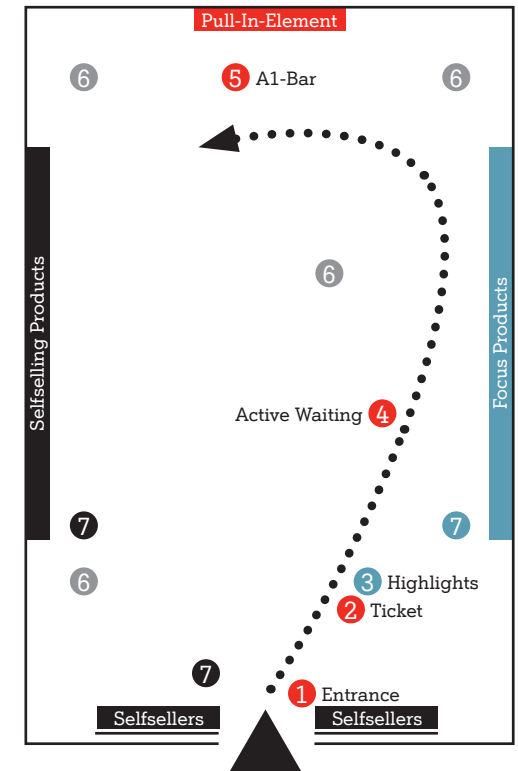 Pull-In-Element
6
5 A1-Bar
6
Selfselling Products
Focus Products
6
Active Waiting 4
7
7
6
3 Highlights
2 Ticket
7
1 Entrance
Selfsellers
Selfsellers